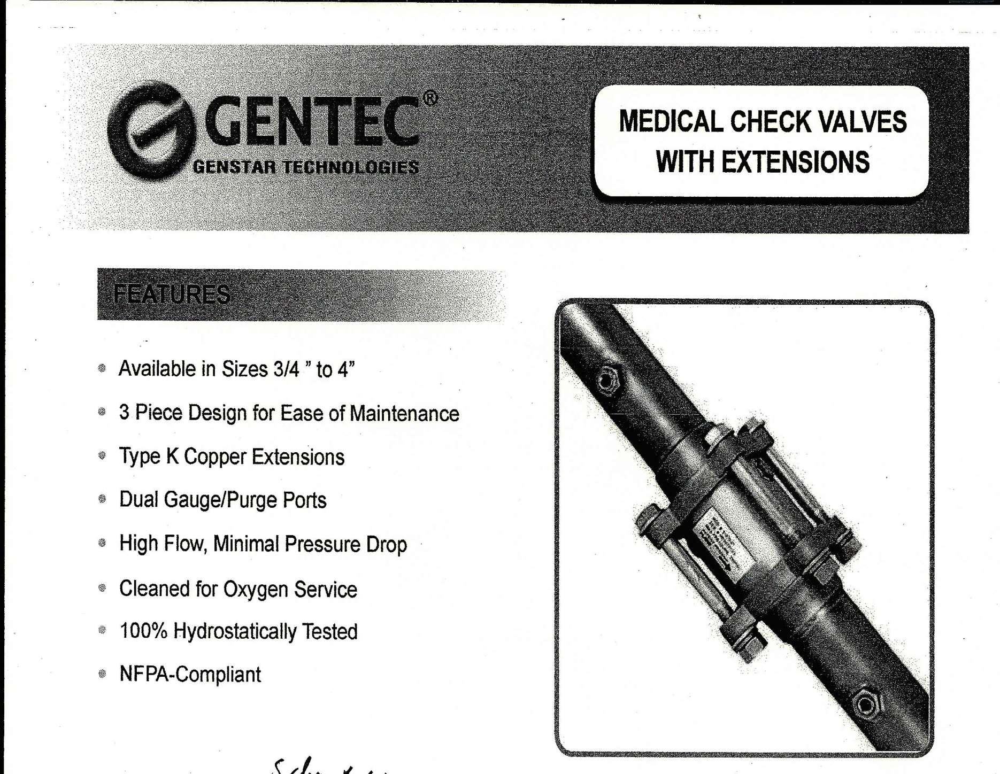 GENTEC®
GENSTAR TECHNOLOGIES
MEDICAL CHECK VALVES
WITH EXTENSIONS
FEATURES
Available in Sizes 3/4 ” to 4”
3 Piece Design for Ease of Maintenance
Type K Copper Extensions
Dual Gauge/Purge Ports
High Flow, Minimal Pressure Drop
Cleaned for Oxygen Service
100% Hydrostatically Tested
NFPA-Compliant